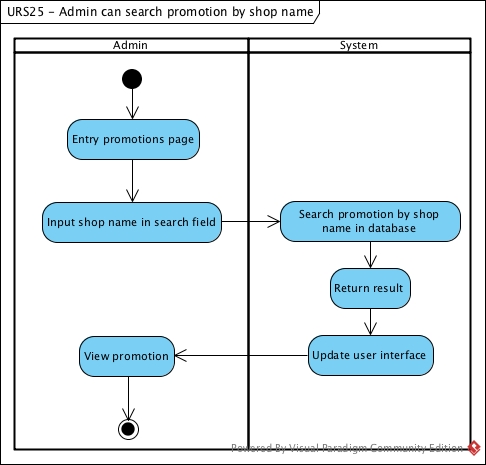 URS25 - Admin can search promotion by shop name
Admin
System
Entry promotions page
Input shop name in search field
Search promotion by shop
name in database
Return result
Update user interface
View promotion
Powered By Visual Paradigm Community Edition